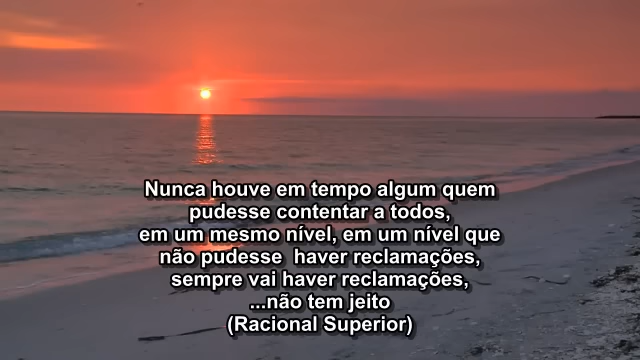 Nunca houve em tempo algum quem
pudesse contentar a todos,
em um mesmo nível, em um nível que
não pudesse  haver reclamações,
sempre vai haver reclamações,
...não tem jeito
(Racional Superior)